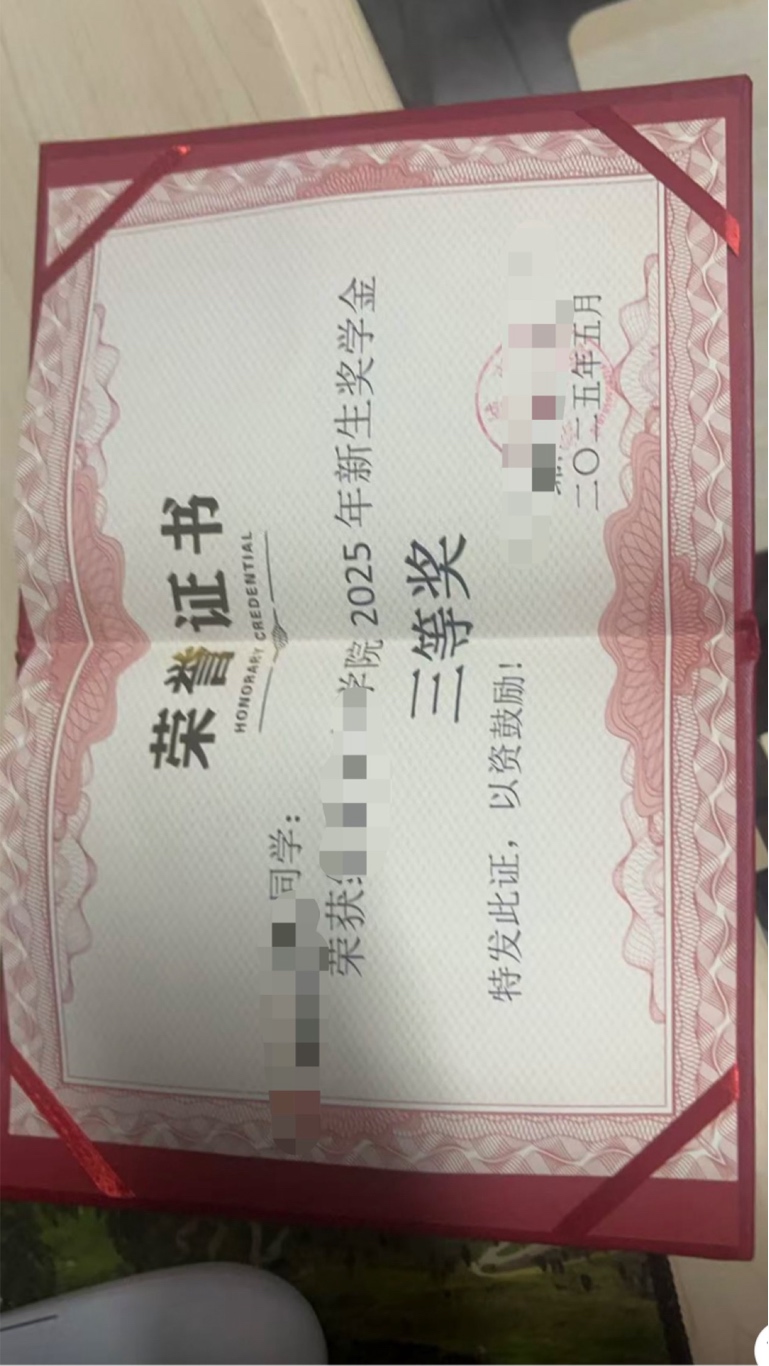 荣誉证书
HONORARY CREDENTIAL
同学：
荣获 学院 2025 年新生奖学金
三等奖
特发此证，以资鼓励！
二〇二五年五月